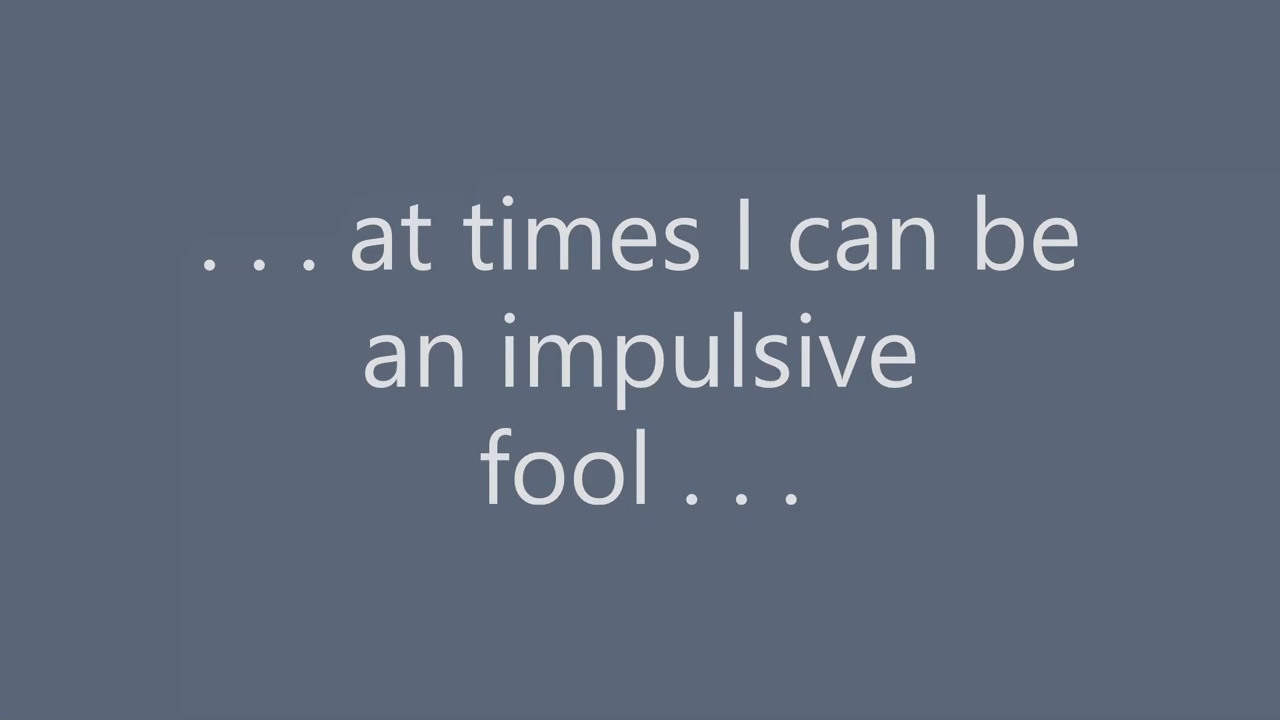 . . . at times I can be
an impulsive
fool . . .